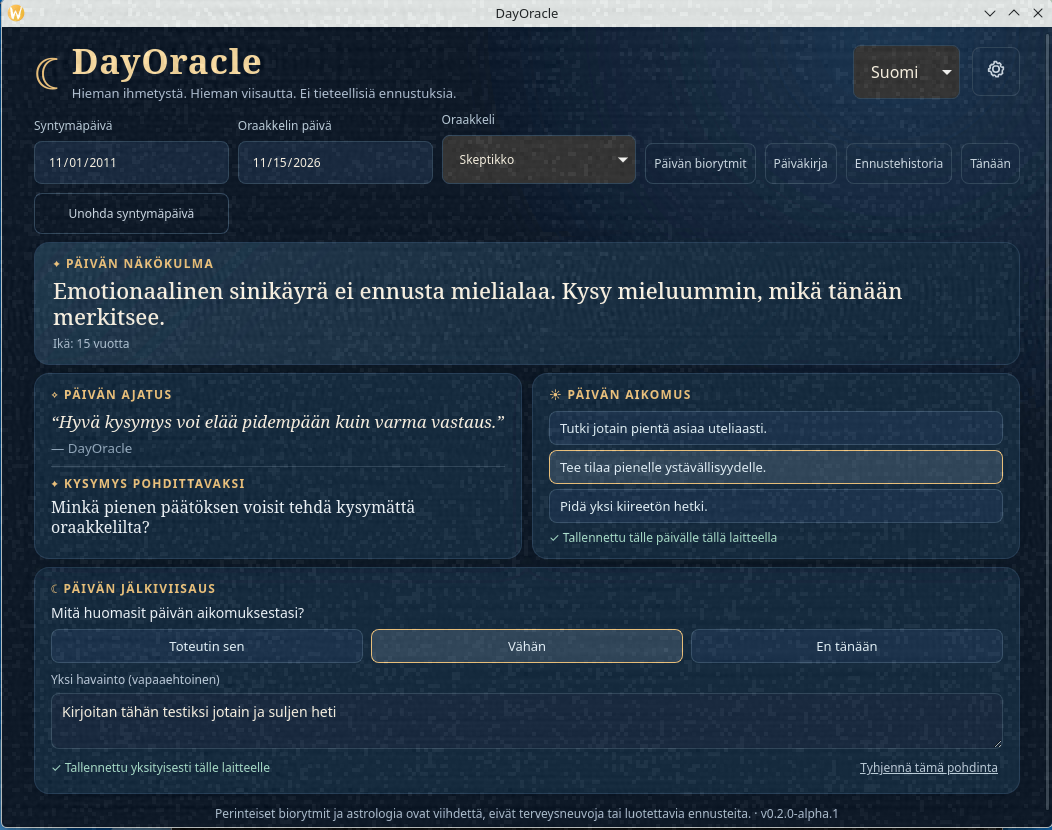 DayOracle
DayOracle
Hieman ihmetystä. Hieman viisautta. Ei tieteellisiä ennustuksia.
Suomi
Syntymäpäivä
Oraakkelin päivä
Oraakkeli
11/01/2011
11/15/2026
Skeptikko
Päivän biorytmit
Päiväkirja
Ennustehistoria
Tänään
Unohda syntymäpäivä
✦ PÄIVÄN NÄKÖKULMA
Emotionaalinen sinikäyrä ei ennusta mielialaa. Kysy mieluummin, mikä tänään
merkitsee.
Ikä: 15 vuotta
✧ PÄIVÄN AJATUS
“Hyvä kysymys voi elää pidempään kuin varma vastaus.”
— DayOracle
✦ KYSYMYS POHDITTAVAKSI
Minkä pienen päätöksen voisit tehdä kysymättä
oraakkelilta?
☀ PÄIVÄN AIKOMUS
Tutki jotain pientä asiaa uteliaasti.
Tee tilaa pienelle ystävällisyydelle.
Pidä yksi kiireetön hetki.
✓ Tallennettu tälle päivälle tällä laitteella
☾ PÄIVÄN JÄLKIVIISAUS
Mitä huomasit päivän aikomuksestasi?
Toteutin sen
Vähän
En tänään
Yksi havainto (vapaaehtoinen)
Kirjoitan tähän testiksi jotain ja suljen heti
✓ Tallennettu yksityisesti tälle laitteelle
Tyhjennä tämä pohdinta
Perinteiset biorytmit ja astrologia ovat viihdettä, eivät terveysneuvoja tai luotettavia ennusteita. · v0.2.0-alpha.1